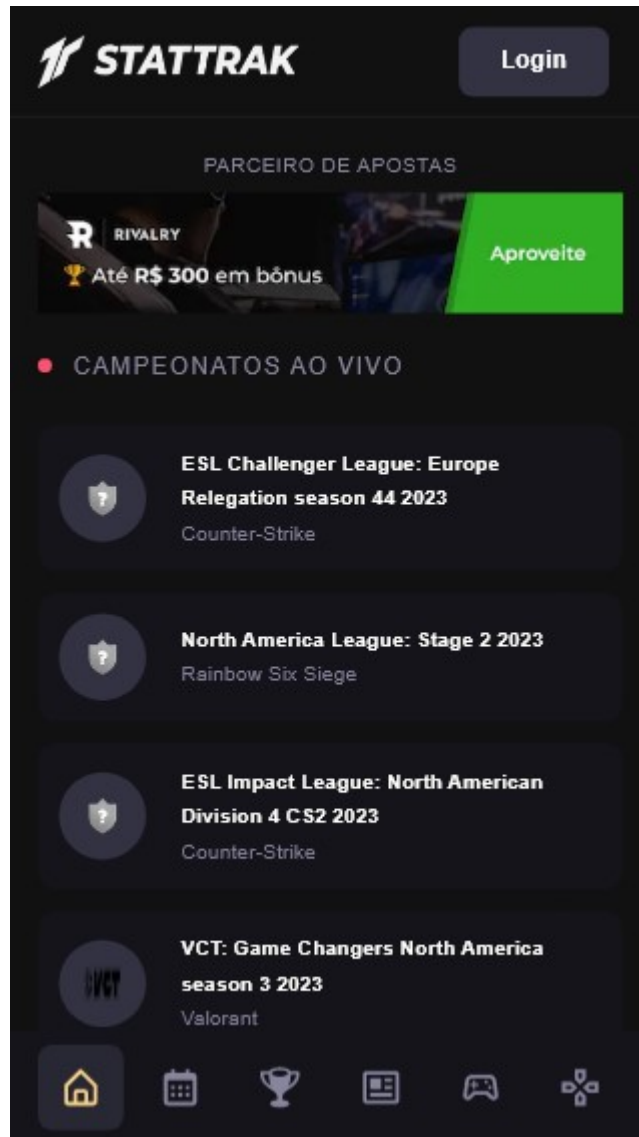 STATTRAK
Login
PARCEIRO DE APOSTAS
RIVALRY
Até R$ 300 em bônus
Aproveite
CAMPEONATOS AO VIVO
ESL Challenger League: Europe
Relegation season 44 2023
Counter-Strike
North America League: Stage 2 2023
Rainbow Six Siege
ESL Impact League: North American
Division 4 CS2 2023
Counter-Strike
VCT: Game Changers North America
season 3 2023
VCT
Valorant